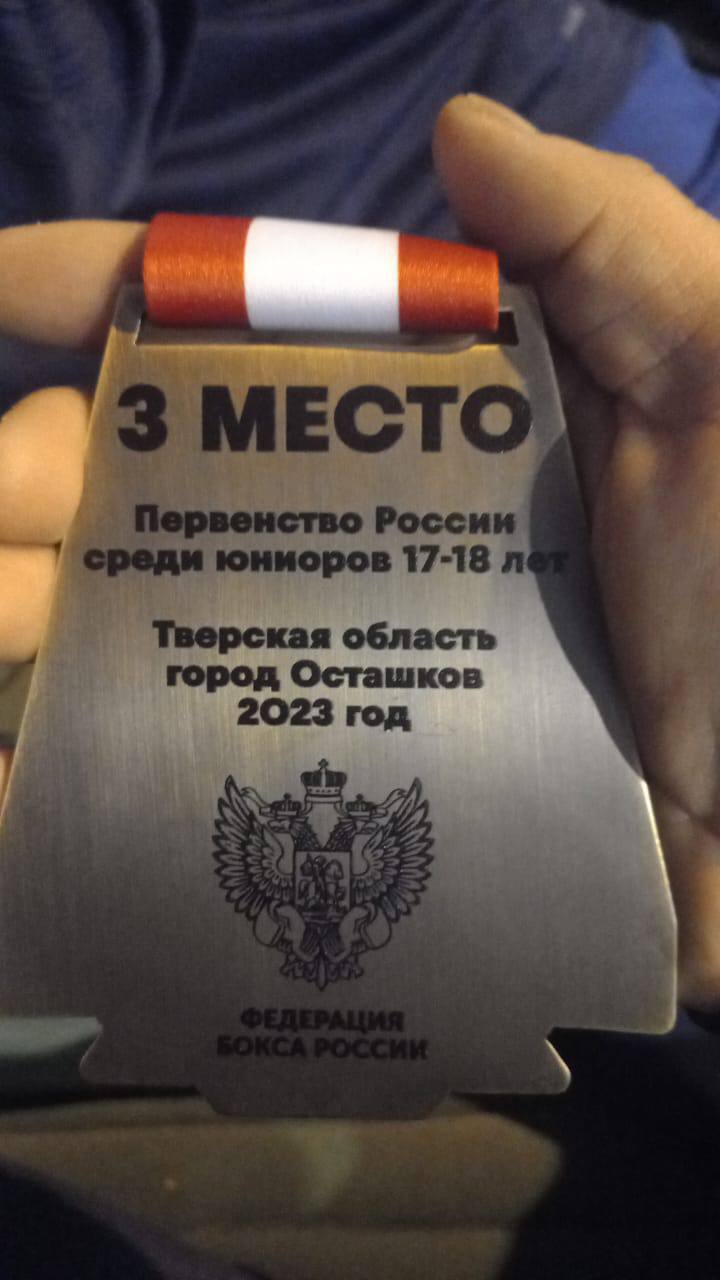 3 МЕСТО
Первенство России
среди юниоров 17-18 лет
Тверская область
город Осташков
2023 год
ФЕДЕРАЦИЯ
БОКСА РОССИИ